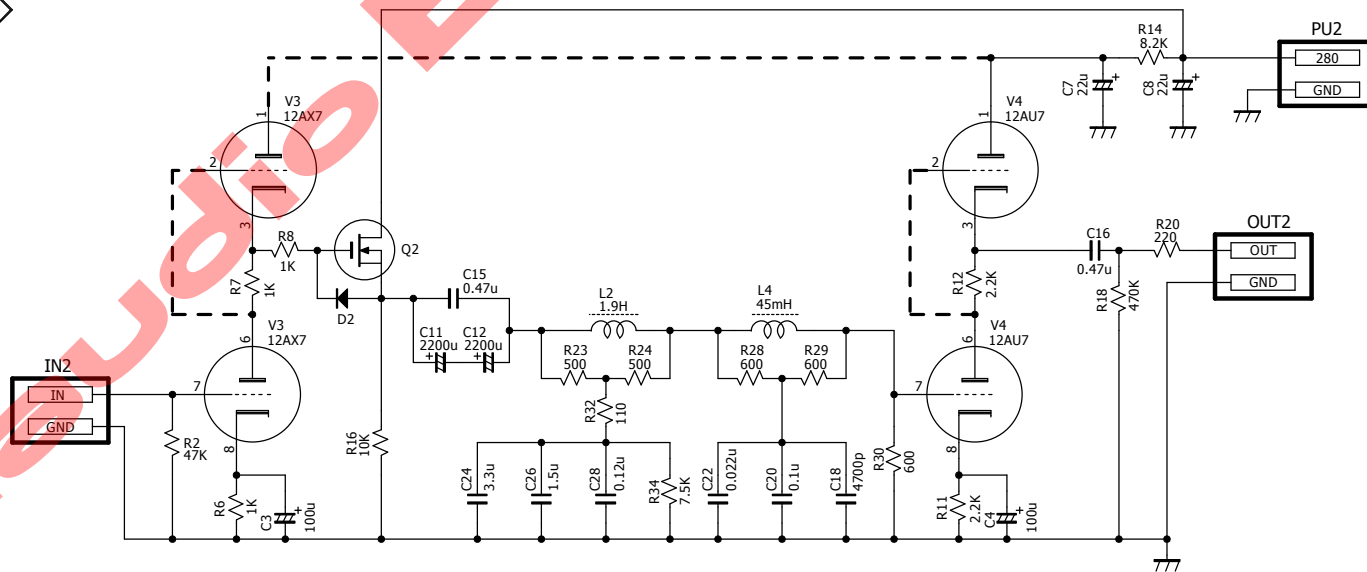 udio E
R14
8.2K
PU2
280
GND
C7
22u
+
C8
22u
+
V3
12AX7
1
2
3
V4
12AU7
1
2
3
R8
1K
Q2
R7
1K
D2
C15
0.47u
C11
2200u
+
C12
2200u
+
L2
1.9H
L4
45mH
R23
500
R24
500
R28
600
R29
600
R32
110
C16
0.47u
R20
220
OUT2
OUT
GND
R12
2.2K
R18
470K
V3
12AX7
6
7
8
V4
12AU7
6
7
8
IN2
IN
GND
R2
47K
R16
10K
R6
1K
C3
100u
+
C24
3.3u
C26
1.5u
C28
0.12u
R34
7.5K
C22
0.022u
C20
0.1u
C18
4700p
R30
600
R11
2.2K
C4
100u
+